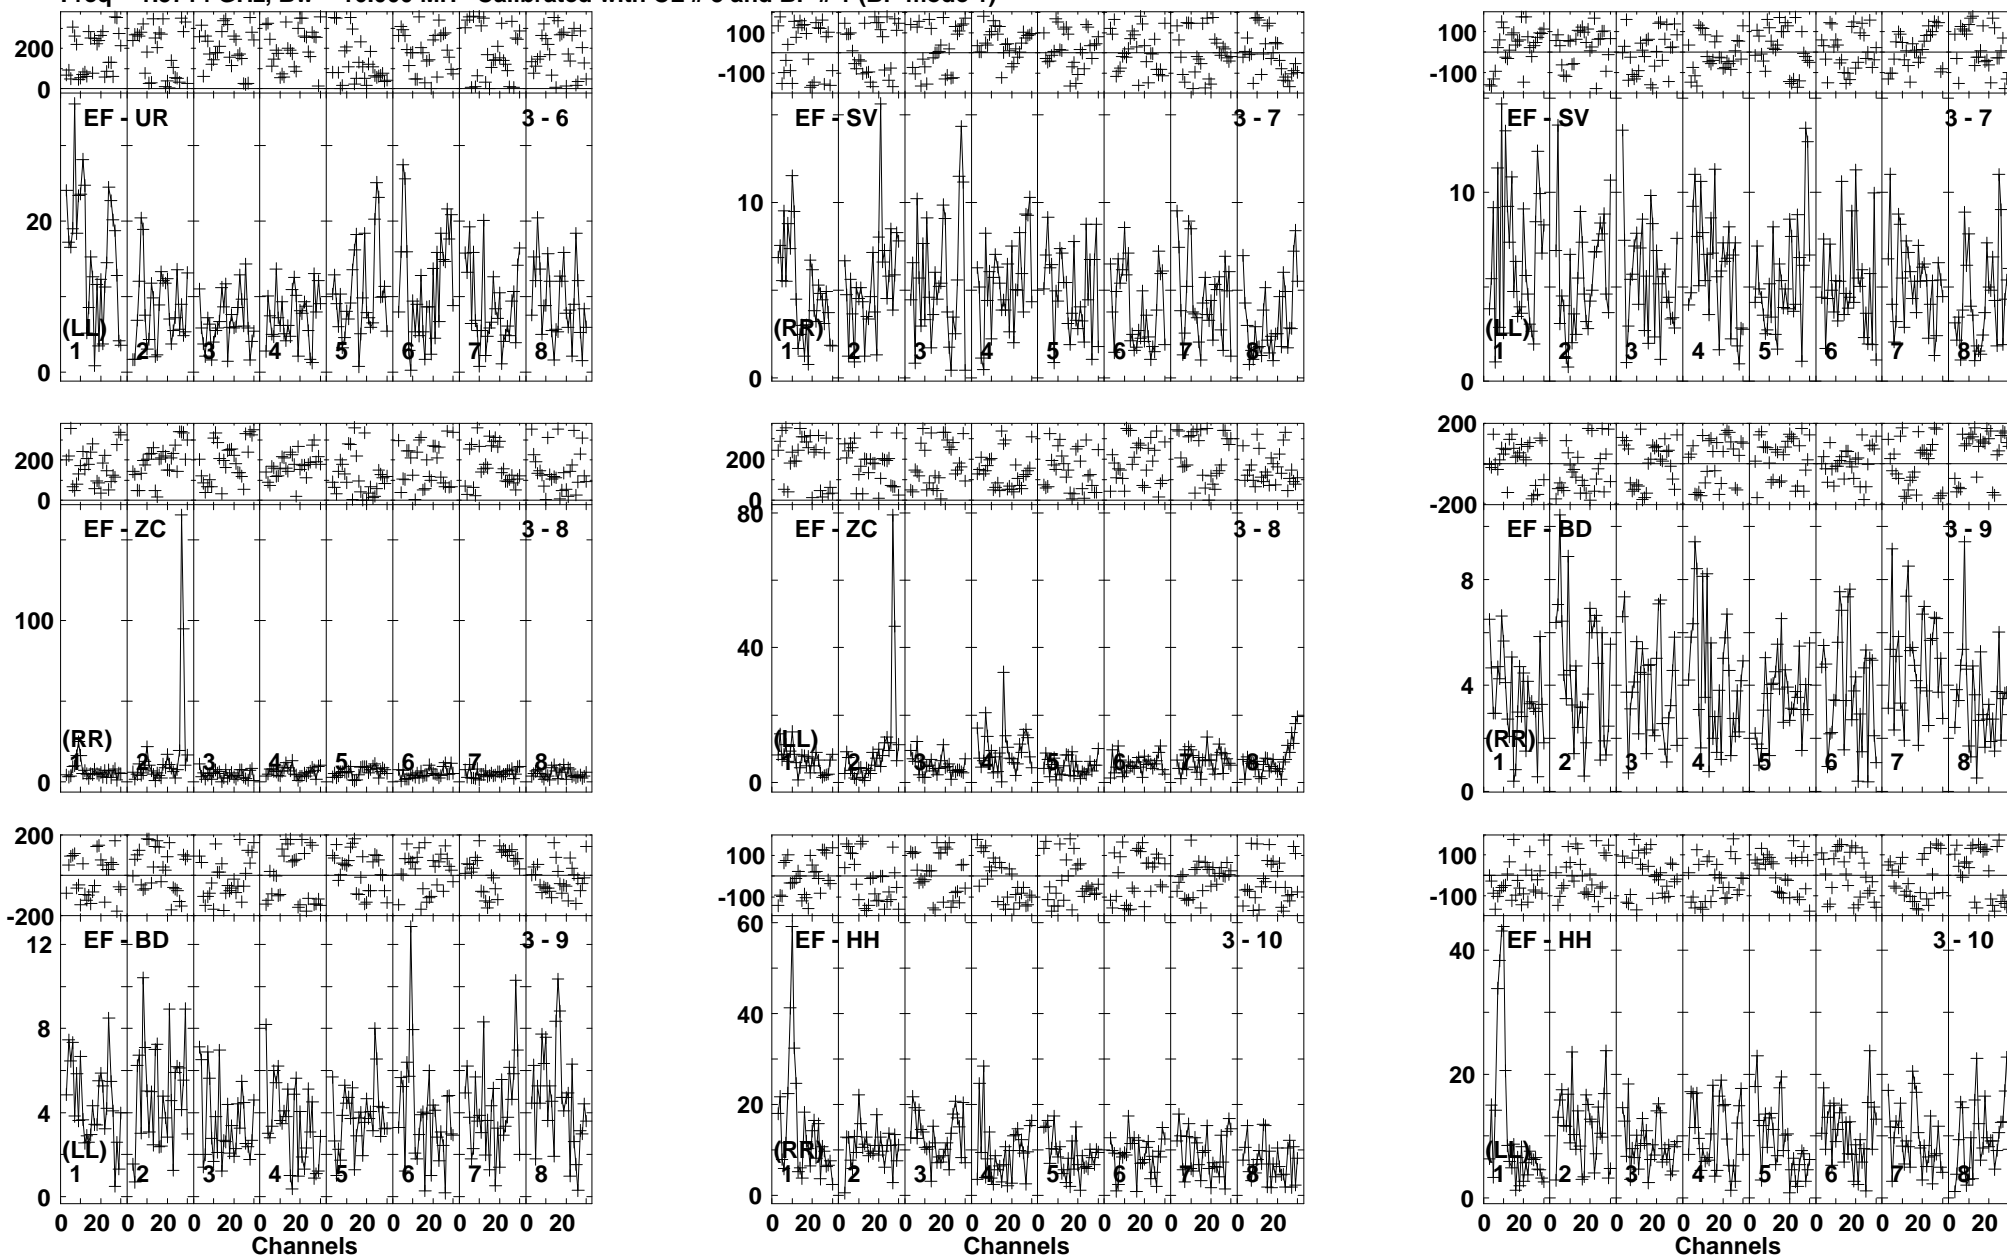 Freq GHz, Bw MH Calibrated with and mode
200 100 100
0 -100 -100
EF - UR 3 - 6 EF - SV 3 - 7 EF - SV 3 - 7
20 10 10
(LL) (RR) (LL)
1 2 3 4 5 6 7 8 1 2 3 4 5 6 7 8 1 2 3 4 5 6 7 8
0 0 0
200 200 200
0 0 -200
80
EF - ZC 3 - 8 EF - ZC 3 - 8 EF - BD 3 - 9
100 40 8
4
(RR) (LL) (RR)
1 2 3 4 5 6 7 8 1 2 3 4 5 6 7 8 1 2 3 4 5 6 7 8
0 0 0
200 100 100
-200 -100 -100
12 60 40
EF - BD 3 - 9 EF - HH 3 - 10 EF - HH 3 - 10
8 40
4 20 20
(LL) (RR) (LL)
1 2 3 4 5 6 7 8 1 2 3 4 5 6 7 8 1 2 3 4 5 6 7 8
0 0 0
0 20 0 20 0 20 0 20 0 20 0 20 0 20 0 20 0 20 0 20 0 20 0 20 0 20 0 20 0 20 0 20 0 20 0 20 0 20 0 20 0 20 0 20 0 20 0 20
Channels Channels Channels